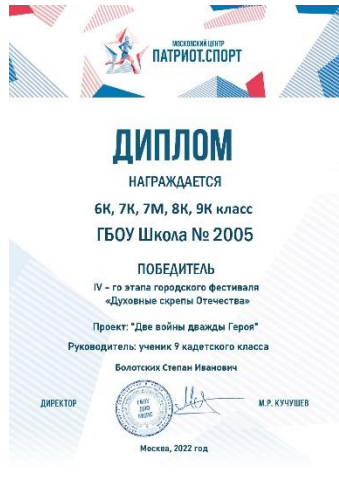 МОСКОВСКИЙ ЦЕНТР
ПАТРИОТ.СПОРТ
ДИПЛОМ
НАГРАЖДАЕТСЯ
6К, 7К, 7М, 8К, 9К класс
ГБОУ Школа № 2005
ПОБЕДИТЕЛЬ
IV – го этапа городского фестиваля
«Духовные скрепы Отечества»
Проект: "Две войны дважды Героя"
Руководитель: ученик 9 кадетского класса
Болотских Степан Иванович
ДИРЕКТОР
М.Р. КУЧУШЕВ
Москва, 2022 год